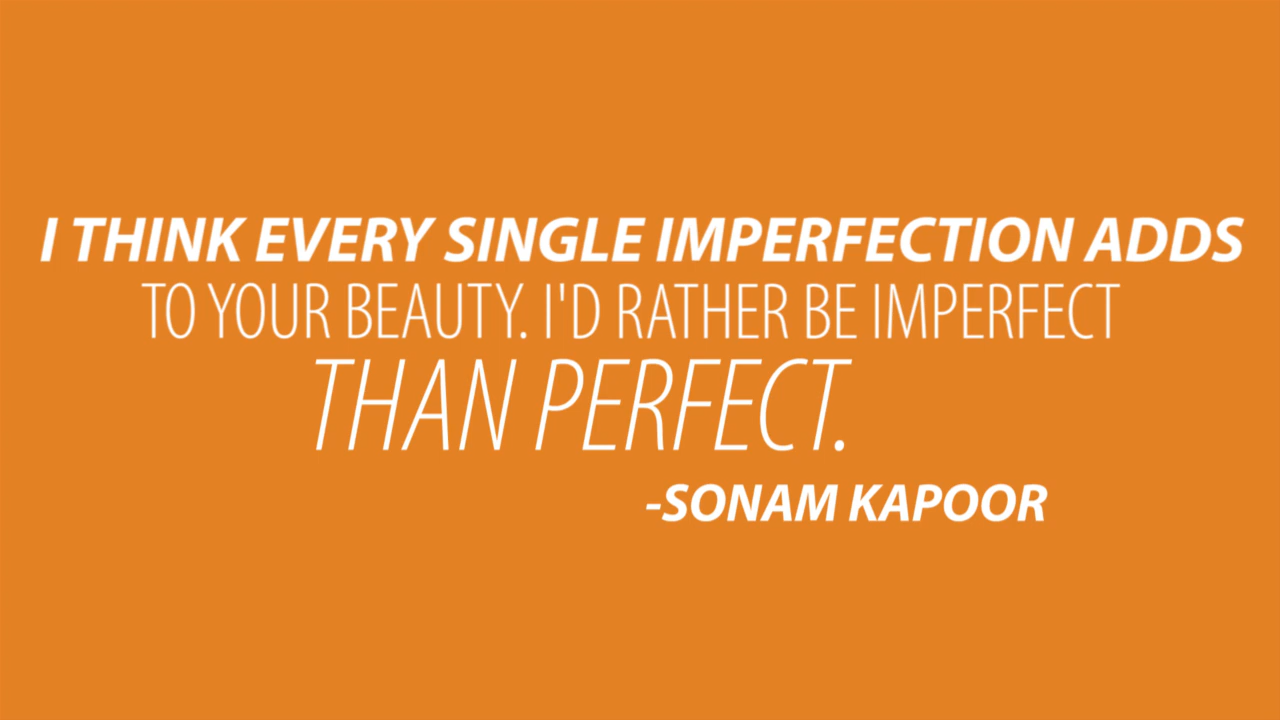 I THINK EVERY SINGLE IMPERFECTION ADDS
TO YOUR BEAUTY. I'D RATHER BE IMPERFECT
THAN PERFECT.
-SONAM KAPOOR